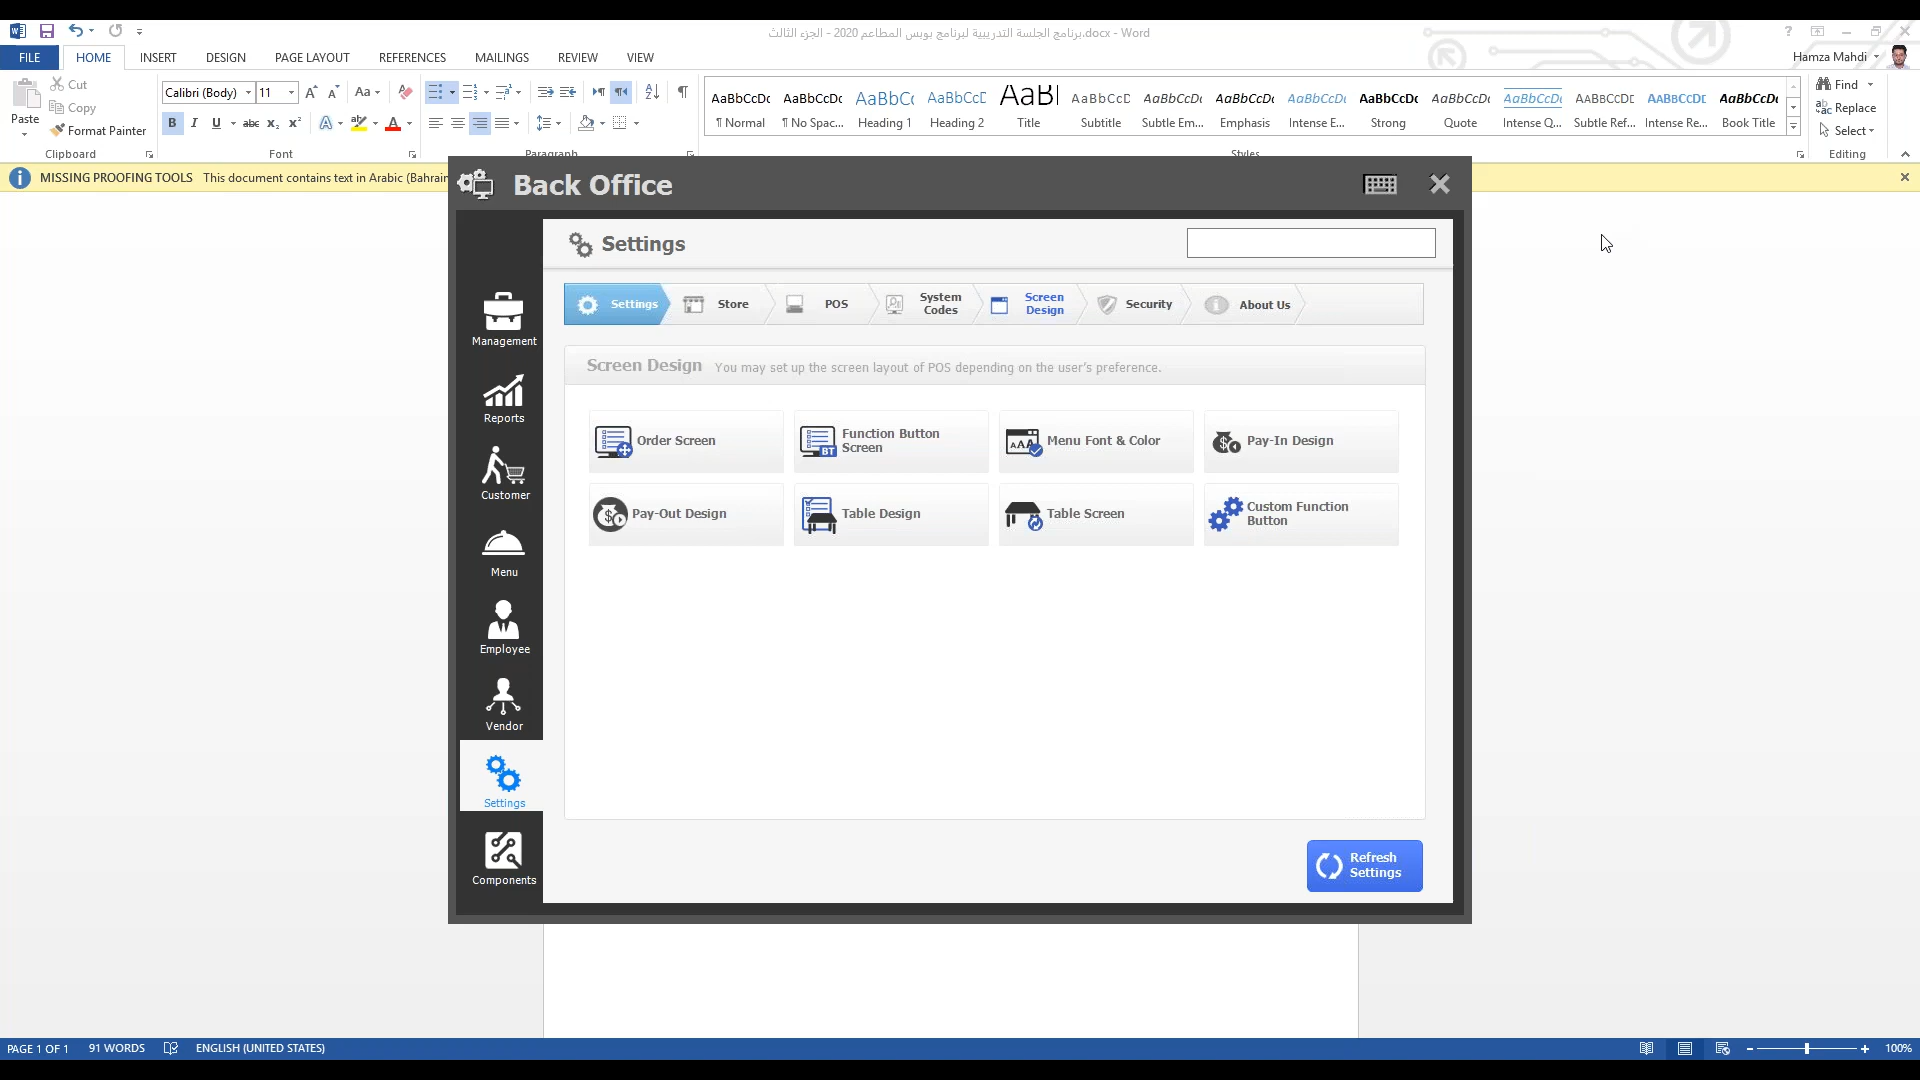 برنامج الجلسة التدريبية لبرنامج بوبس المطاعم 2020 - الجزء الثالث.docx - Word
FILE HOME INSERT DESIGN PAGE LAYOUT REFERENCES MAILINGS REVIEW VIEW
Hamza Mahdi
Paste
Cut
Copy
Format Painter
Clipboard
Calibri (Body) 11
Font
Paragraph
AaBbCcDc AaBbCcDc AaBbCc AaBbCcC AaBl AaBbCcC AaBbCcDc AaBbCcDc AaBbCcDc AaBbCcDc AaBbCcDc AaBbCcDc AaBbCcDc AaBbCcDc AaBbCcDc
¶ Normal ¶ No Spac... Heading 1 Heading 2 Title Subtitle Subtle Em... Emphasis Intense E... Strong Quote Intense Q... Subtle Ref... Intense Re... Book Title
Styles
Find
Replace
Select
Editing
MISSING PROOFING TOOLS This document contains text in Arabic (Bahrain
Back Office
Settings
Settings
Store
POS
System Codes
Screen Design
Security
About Us
Screen Design You may set up the screen layout of POS depending on the user's preference.
Order Screen
Function Button
Screen
Menu Font & Color
Pay-In Design
Pay-Out Design
Table Design
Table Screen
Custom Function
Button
Management
Reports
Customer
Menu
Employee
Vendor
Settings
Components
Refresh
Settings
PAGE 1 OF 1 91 WORDS ENGLISH (UNITED STATES)
100%